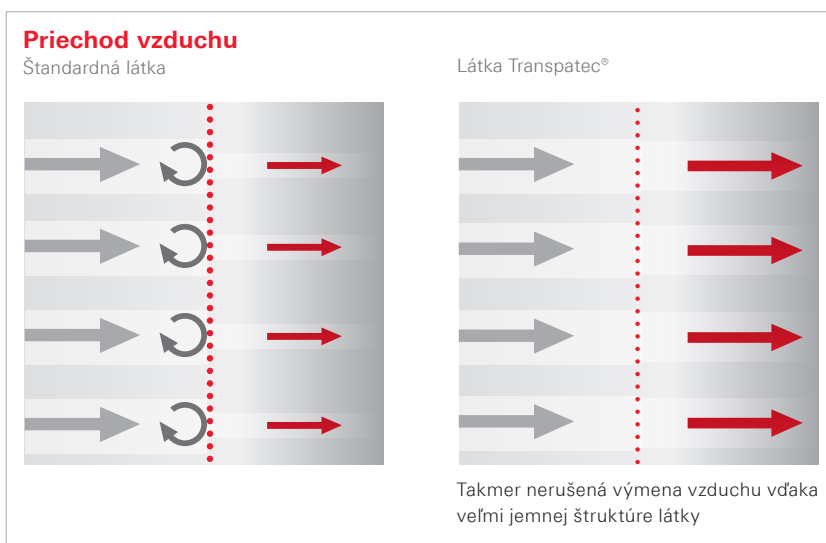 Priechod vzduchu
Štandardná látka
Látka Transpatec®
Takmer nerušená výmena vzduchu vďaka
veľmi jemnej štruktúre látky